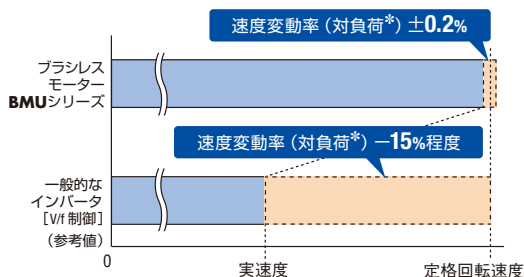 速度変動率（対負荷*）±0.2%
ブラシレス
モーター
BMUシリーズ
速度変動率（対負荷*）－15%程度
一般的な
インバータ
［V/f 制御］
（参考値）
0
実速度
定格回転速度